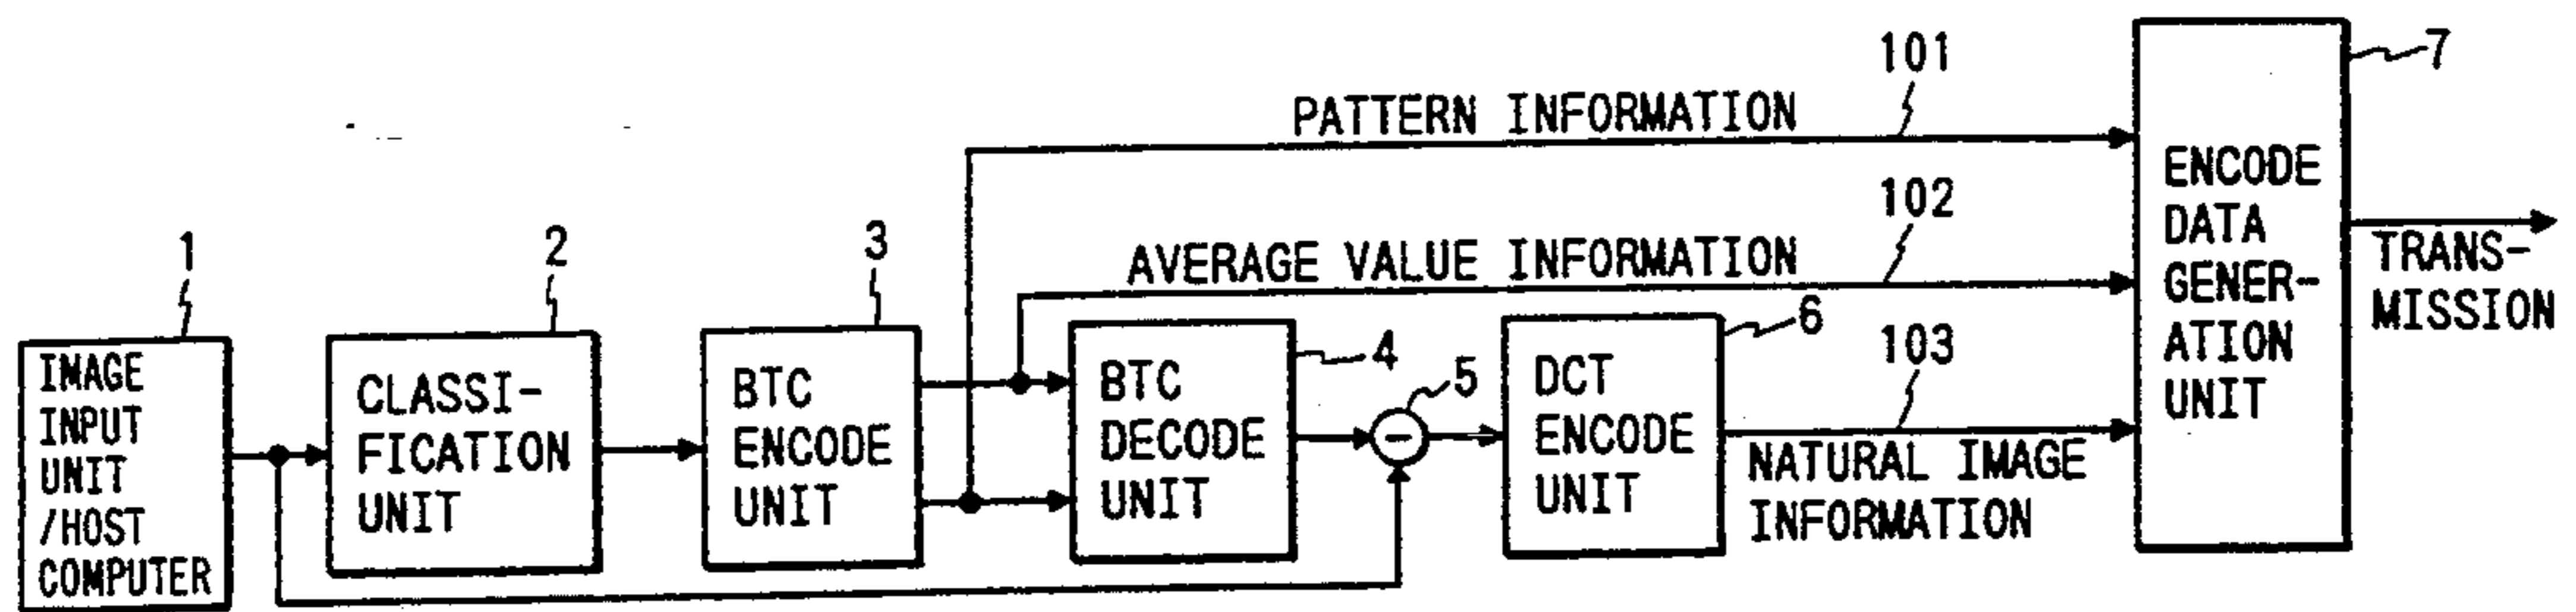 1
IMAGE
INPUT
UNIT
/HOST
COMPUTER
2
CLASSI-
FICATION
UNIT
3
BTC
ENCODE
UNIT
PATTERN INFORMATION
101
AVERAGE VALUE INFORMATION
102
4
BTC
DECODE
UNIT
5
-
6
DCT
ENCODE
UNIT
103
NATURAL IMAGE
INFORMATION
7
ENCODE
DATA
GENER-
ATION
UNIT
TRANS-
MISSION